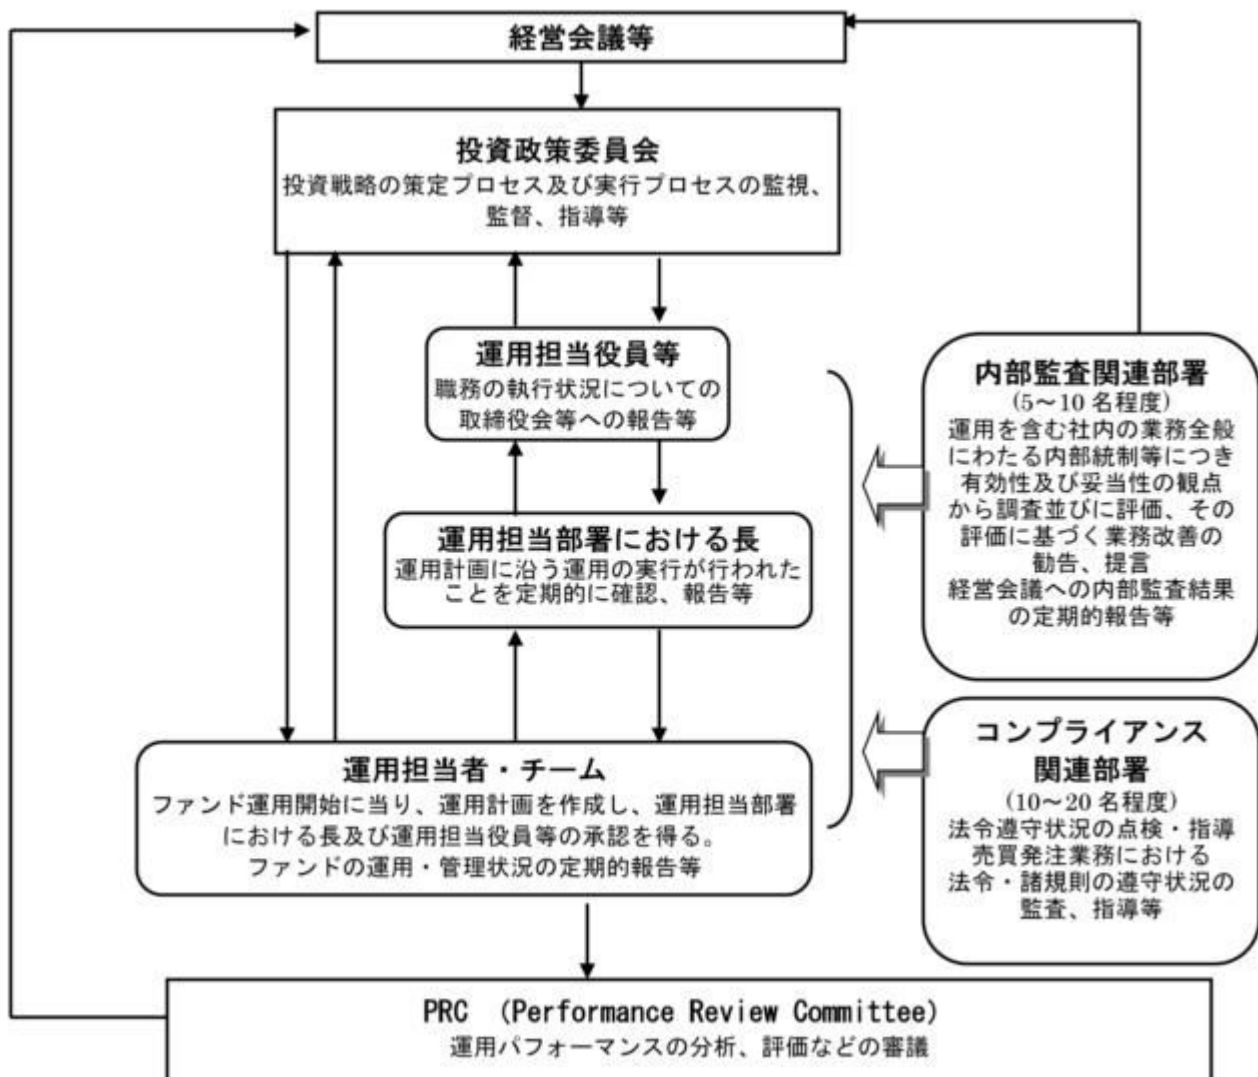 経営会議等
投資政策委員会
投資戦略の策定プロセス及び実行プロセスの監視、
監督、指導等
運用担当役員等
職務の執行状況についての
取締役会等への報告等
運用担当部署における長
運用計画に沿う運用の実行が行われた
ことを定期的に確認、報告等
運用担当者・チーム
ファンド運用開始に当り、運用計画を作成し、運用担当部署
における長及び運用担当役員等の承認を得る。
ファンドの運用・管理状況の定期的報告等
内部監査関連部署
(5～10 名程度)
運用を含む社内の業務全般
にわたる内部統制等につき
有効性及び妥当性の観点
から調査並びに評価、その
評価に基づく業務改善の
勧告、提言
経営会議への内部監査結果
の定期的報告等
コンプライアンス
関連部署
(10～20 名程度)
法令遵守状況の点検・指導
売買発注業務における
法令・諸規則の遵守状況の
監査、指導等
PRC （Performance Review Committee）
運用パフォーマンスの分析、評価などの審議